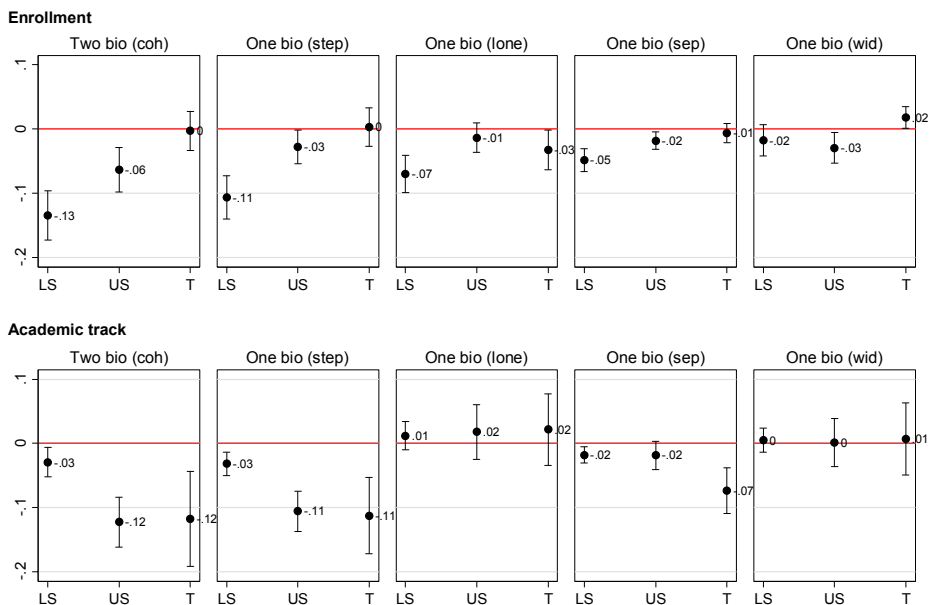 Enrollment
Two bio (coh) One bio (step) One bio (lone) One bio (sep) One bio (wid)
.1
0
-.1
-.2
-.13 -.06 0
-.11 -.03 0
-.07 -.01 -.03
-.05 -.02 -.01
-.02 -.03 .02
LS US T LS US T LS US T LS US T LS US T
Academic track
Two bio (coh) One bio (step) One bio (lone) One bio (sep) One bio (wid)
.1
0
-.1
-.2
-.03 -.12 -.12
-.03 -.11 -.11
.01 .02 .02
-.02 -.02 -.07
0 0 .01
LS US T LS US T LS US T LS US T LS US T